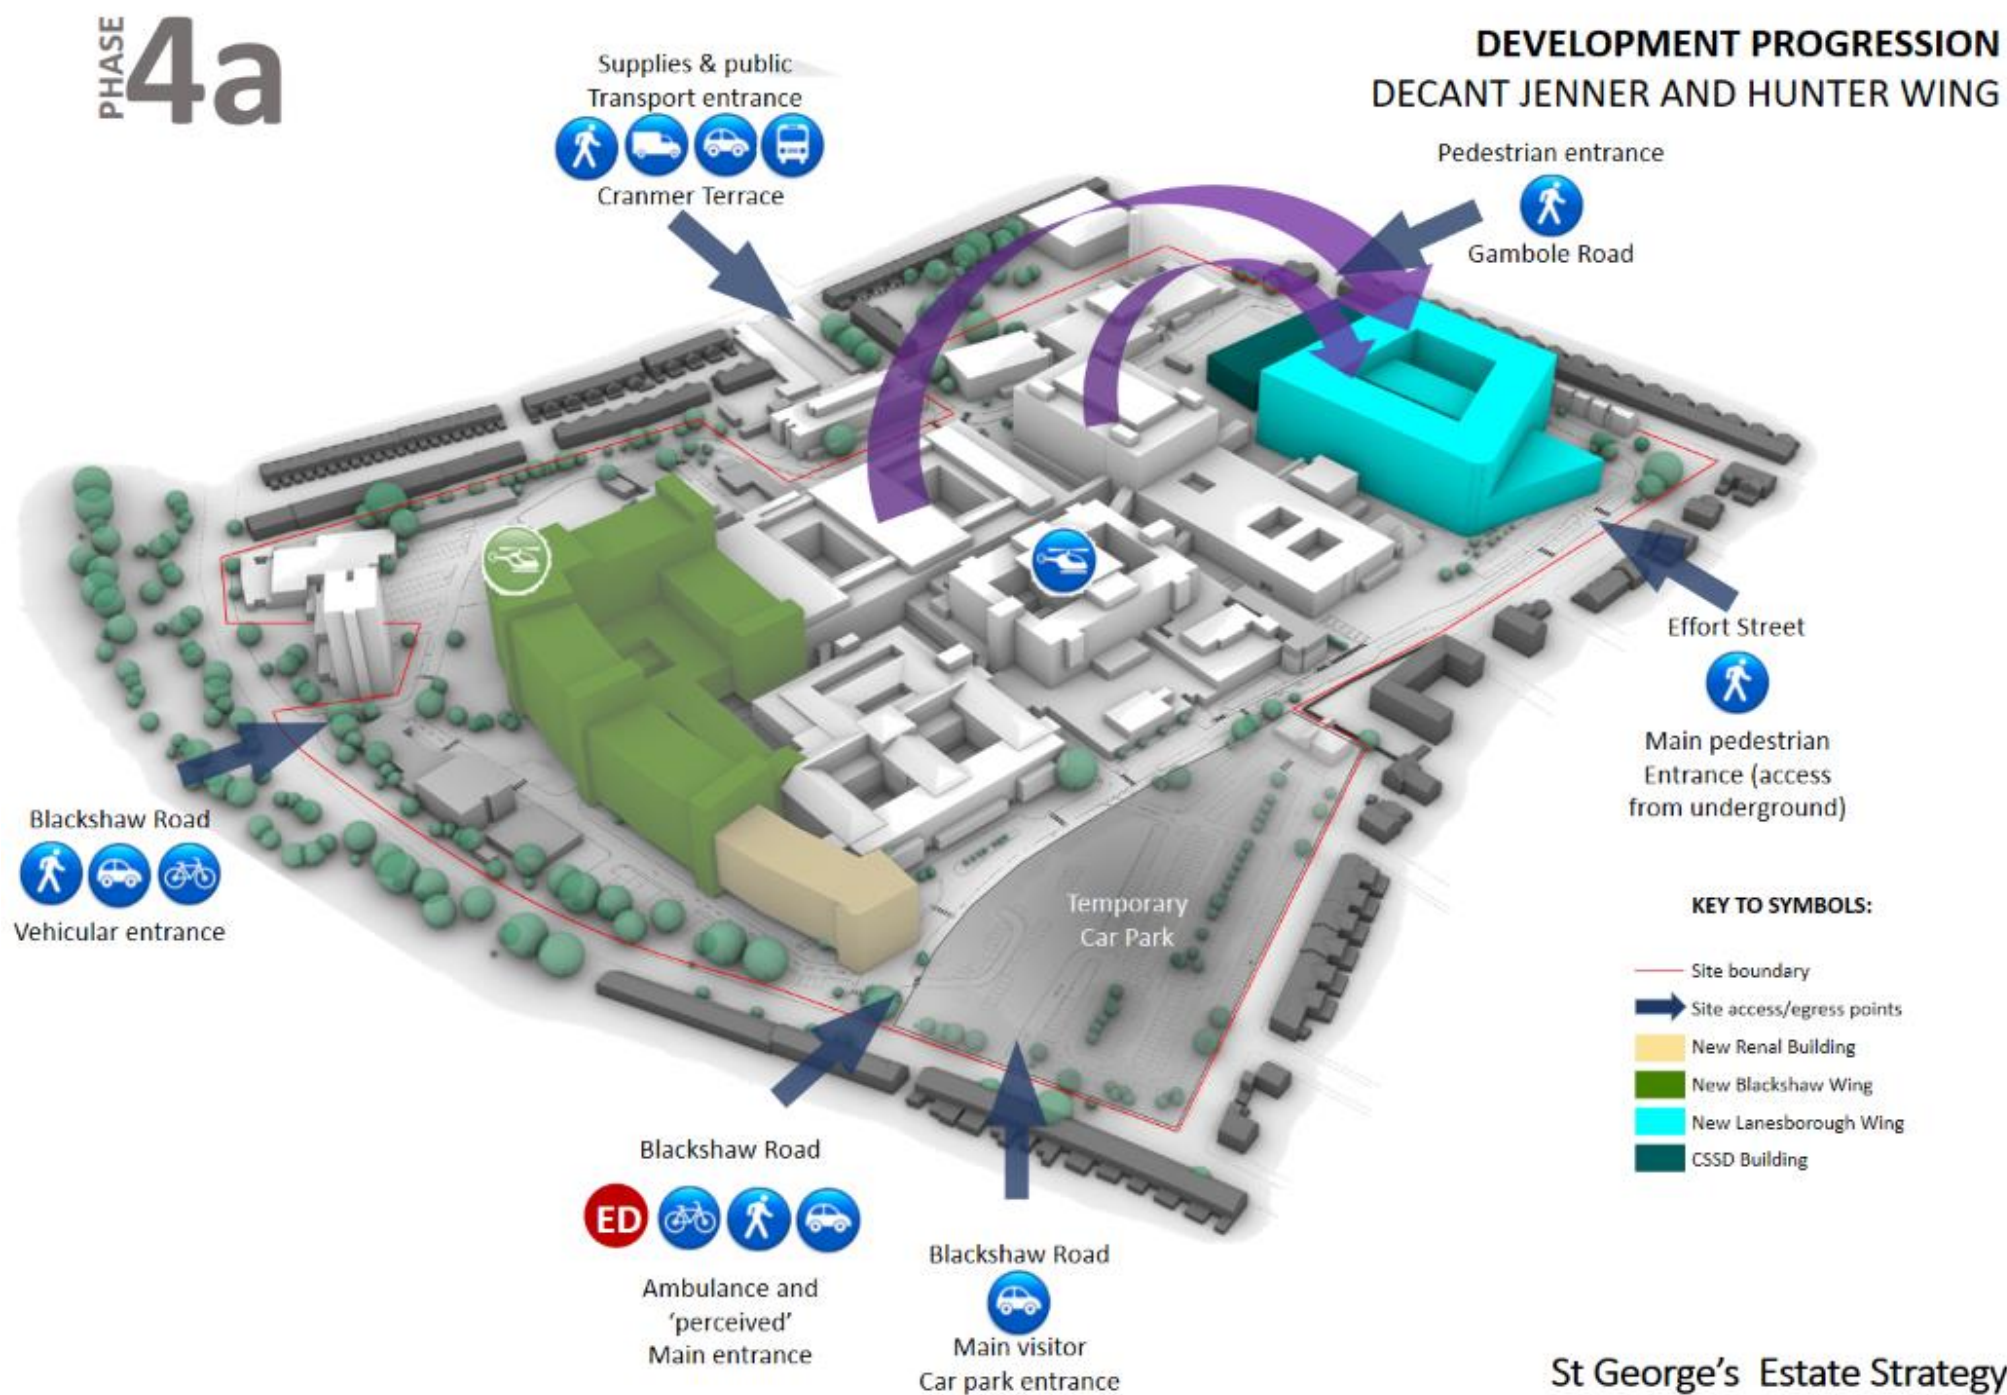 PHASE 4a
DEVELOPMENT PROGRESSION
DECANT JENNER AND HUNTER WING
Supplies & public
Transport entrance
Cranmer Terrace
Pedestrian entrance
Gambole Road
Effort Street
Main pedestrian
Entrance (access
from underground)
Blackshaw Road
Vehicular entrance
Temporary
Car Park
KEY TO SYMBOLS:
Site boundary
Site access/egress points
New Renal Building
New Blackshaw Wing
New Lanesborough Wing
CSSD Building
Blackshaw Road
ED
Ambulance and
‘perceived’
Main entrance
Blackshaw Road
Main visitor
Car park entrance
St George’s Estate Strategy